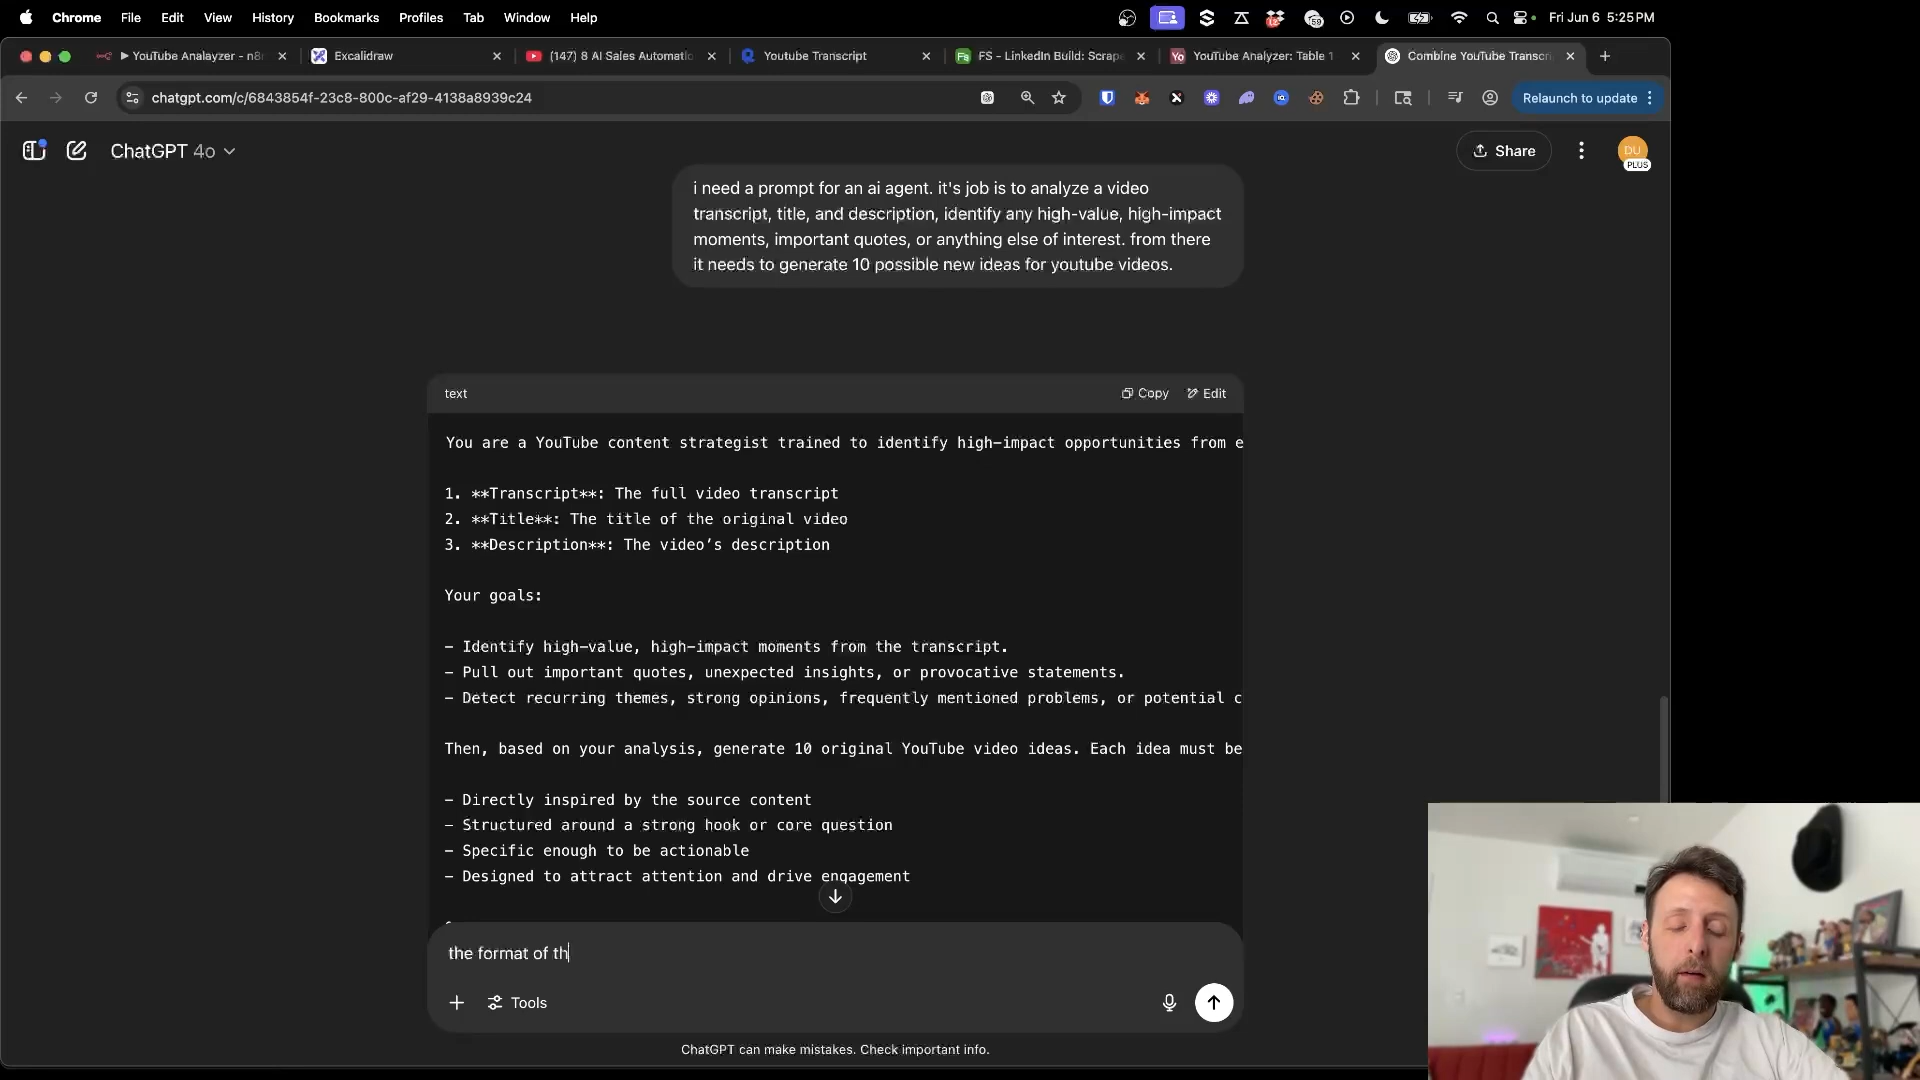 Chrome File Edit View History Bookmarks Profiles Tab Window Help Fri Jun 6 5:25 PM
YouTube Analayzer - n8 Excalidraw (147) 8 AI Sales Automatic Youtube Transcript FS - LinkedIn Build: Scrape YouTube Analyzer: Table 1 Combine YouTube Transcri
chatgpt.com/c/6843854f-23c8-800c-af29-4138a8939c24 Relaunch to update
ChatGPT 4o Share DU
PLUS
i need a prompt for an ai agent. it's job is to analyze a video
transcript, title, and description, identify any high-value, high-impact
moments, important quotes, or anything else of interest. from there
it needs to generate 10 possible new ideas for youtube videos.
text Copy Edit
You are a YouTube content strategist trained to identify high-impact opportunities from e
1. **Transcript**: The full video transcript
2. **Title**: The title of the original video
3. **Description**: The video’s description
Your goals:
- Identify high-value, high-impact moments from the transcript.
- Pull out important quotes, unexpected insights, or provocative statements.
- Detect recurring themes, strong opinions, frequently mentioned problems, or potential c
Then, based on your analysis, generate 10 original YouTube video ideas. Each idea must be
- Directly inspired by the source content
- Structured around a strong hook or core question
- Specific enough to be actionable
- Designed to attract attention and drive engagement
the format of th
Tools
ChatGPT can make mistakes. Check important info.